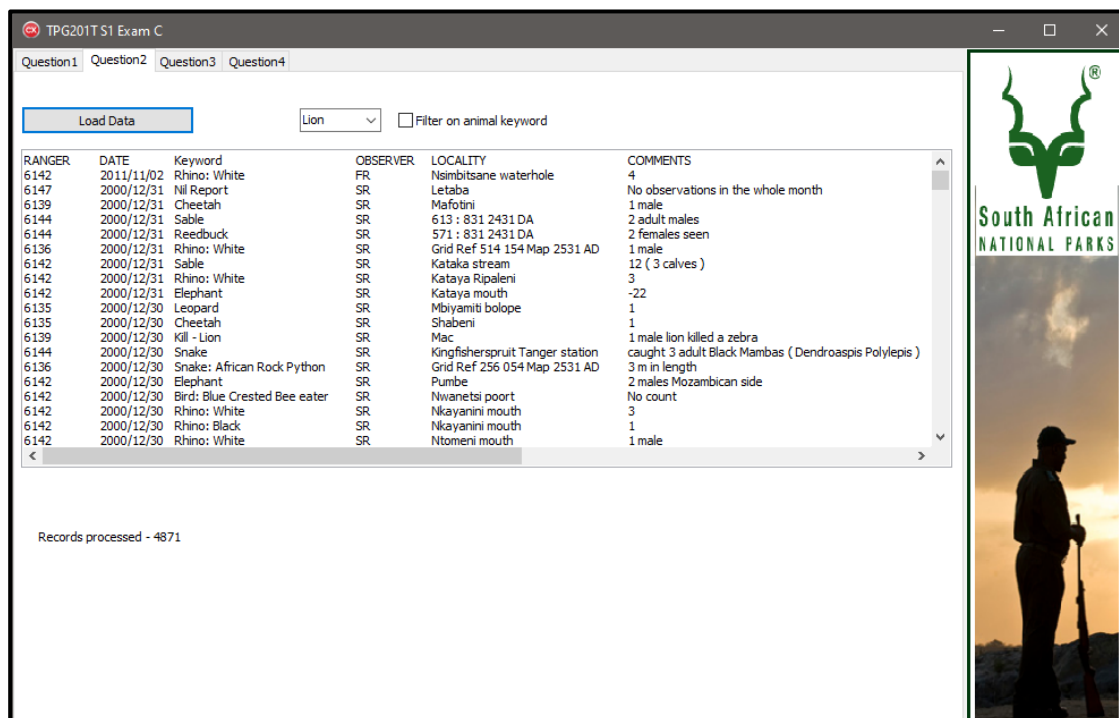 TPG201T S1 Exam C
Question1 Question2 Question3 Question4
Load Data Lion Filter on animal keyword
RANGER DATE Keyword OBSERVER LOCALITY COMMENTS
6142 2011/11/02 Rhino: White FR Nsimbitsane waterhole 4
6147 2000/12/31 Nil Report SR Letaba No observations in the whole month
6139 2000/12/31 Cheetah SR Mafotini 1 male
6144 2000/12/31 Sable SR 613 : 831 2431 DA 2 adult males
6144 2000/12/31 Reedbuck SR 571 : 831 2431 DA 2 females seen
6136 2000/12/31 Rhino: White SR Grid Ref 514 154 Map 2531 AD 1 male
6142 2000/12/31 Sable SR Kataka stream 12 ( 3 calves )
6142 2000/12/31 Rhino: White SR Kataya Ripaleni 3
6142 2000/12/31 Elephant SR Kataya mouth -22
6135 2000/12/30 Leopard SR Mbiyamiti bolope 1
6135 2000/12/30 Cheetah SR Shabeni 1
6139 2000/12/30 Kill - Lion SR Mac 1 male lion killed a zebra
6144 2000/12/30 Snake SR Kingfisherspruit Tanger station caught 3 adult Black Mambas ( Dendroaspis Polylepis )
6136 2000/12/30 Snake: African Rock Python SR Grid Ref 256 054 Map 2531 AD 3 m in length
6142 2000/12/30 Elephant SR Pumbe 2 males Mozambican side
6142 2000/12/30 Bird: Blue Crested Bee eater SR Nwanetsi poort No count
6142 2000/12/30 Rhino: White SR Nkayanini mouth 3
6142 2000/12/30 Rhino: Black SR Nkayanini mouth 1
6142 2000/12/30 Rhino: White SR Ntomeni mouth 1 male
Records processed - 4871
®
South African
NATIONAL PARKS